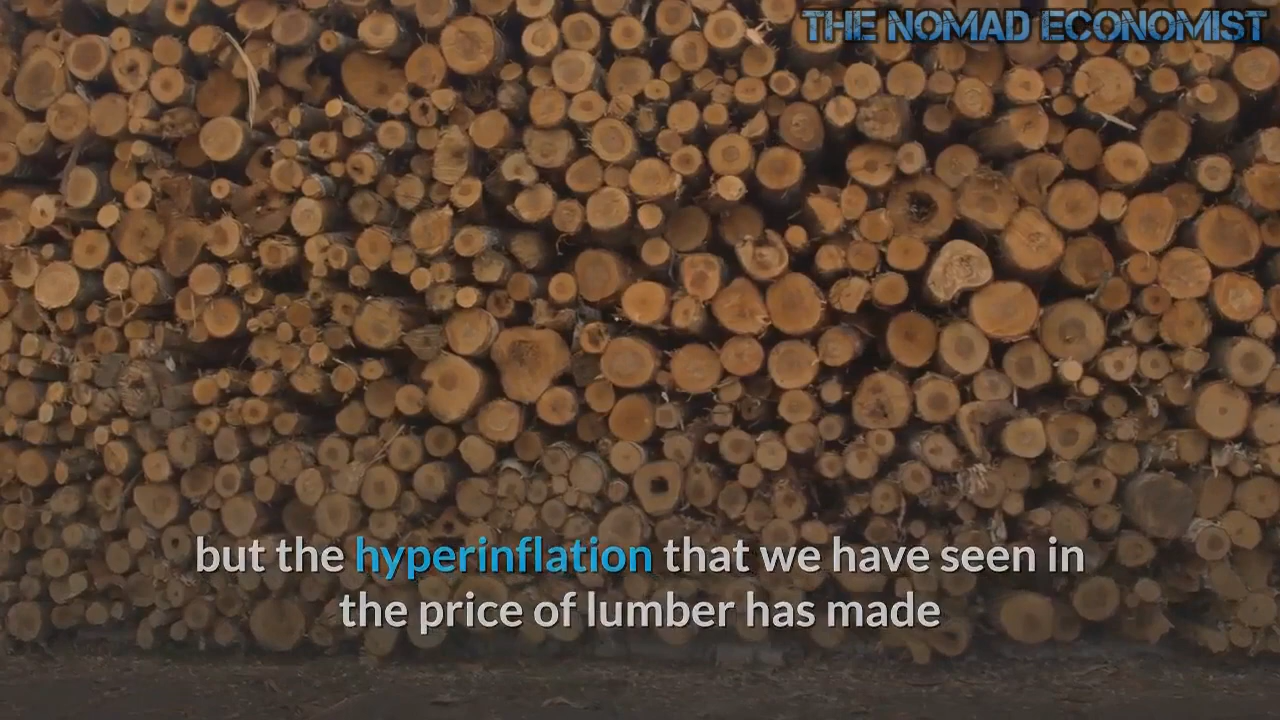 THE NOMAD ECONOMIST
but the hyperinflation that we have seen in
the price of lumber has made